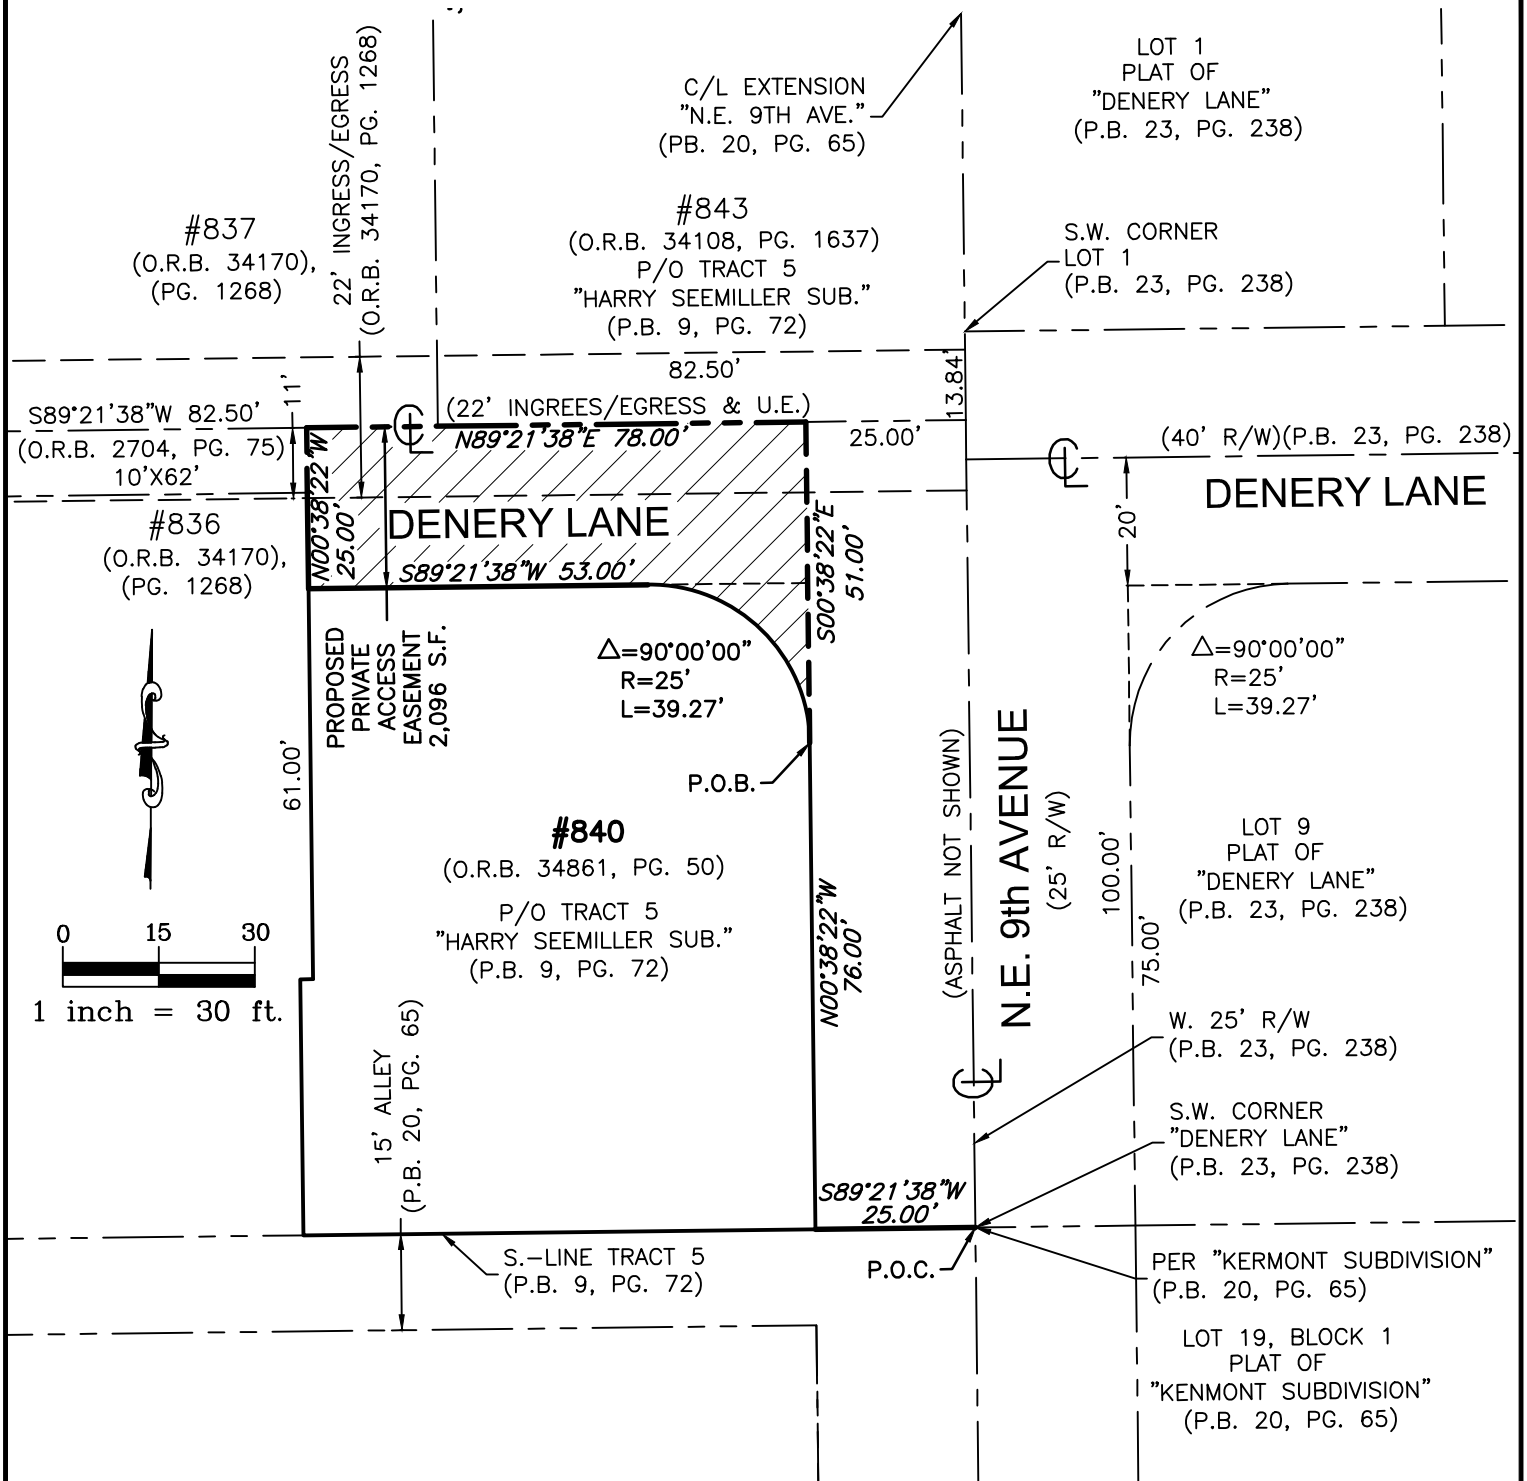 C/L EXTENSION
"N.E. 9TH AVE."
(PB. 20, PG. 65)
LOT 1
PLAT OF
"DENERY LANE"
(P.B. 23, PG. 238)
22' INGRESS/EGRESS
(O.R.B. 34170, PG. 1268)
#837
(O.R.B. 34170),
(PG. 1268)
#843
(O.R.B. 34108, PG. 1637)
P/O TRACT 5
"HARRY SEEMILLER SUB."
(P.B. 9, PG. 72)
S.W. CORNER
LOT 1
(P.B. 23, PG. 238)
82.50'
13.84'
11'
S89°21'38"W 82.50'
(O.R.B. 2704, PG. 75)
10'X62'
(22' INGREES/EGRESS & U.E.)
N89°21'38"E 78.00'
25.00'
(40' R/W)(P.B. 23, PG. 238)
DENERY LANE
20'
#836
(O.R.B. 34170),
(PG. 1268)
N00°38'22"W
25.00'
DENERY LANE
S89°21'38"W 53.00'
S00°38'22"E
51.00'
PROPOSED
PRIVATE
ACCESS
EASEMENT
2,096 S.F.
△=90°00'00"
R=25'
L=39.27'
△=90°00'00"
R=25'
L=39.27'
61.00'
P.O.B.
#840
(O.R.B. 34861, PG. 50)
P/O TRACT 5
"HARRY SEEMILLER SUB."
(P.B. 9, PG. 72)
N00°38'22"W
76.00'
(ASPHALT NOT SHOWN)
N.E. 9th AVENUE
(25' R/W)
100.00'
75.00'
LOT 9
PLAT OF
"DENERY LANE"
(P.B. 23, PG. 238)
0 15 30
1 inch = 30 ft.
15' ALLEY
(P.B. 20, PG. 65)
W. 25' R/W
(P.B. 23, PG. 238)
S.W. CORNER
"DENERY LANE"
(P.B. 23, PG. 238)
S89°21'38"W
25.00'
P.O.C.
S.-LINE TRACT 5
(P.B. 9, PG. 72)
PER "KERMONT SUBDIVISION"
(P.B. 20, PG. 65)
LOT 19, BLOCK 1
PLAT OF
"KENMONT SUBDIVISION"
(P.B. 20, PG. 65)